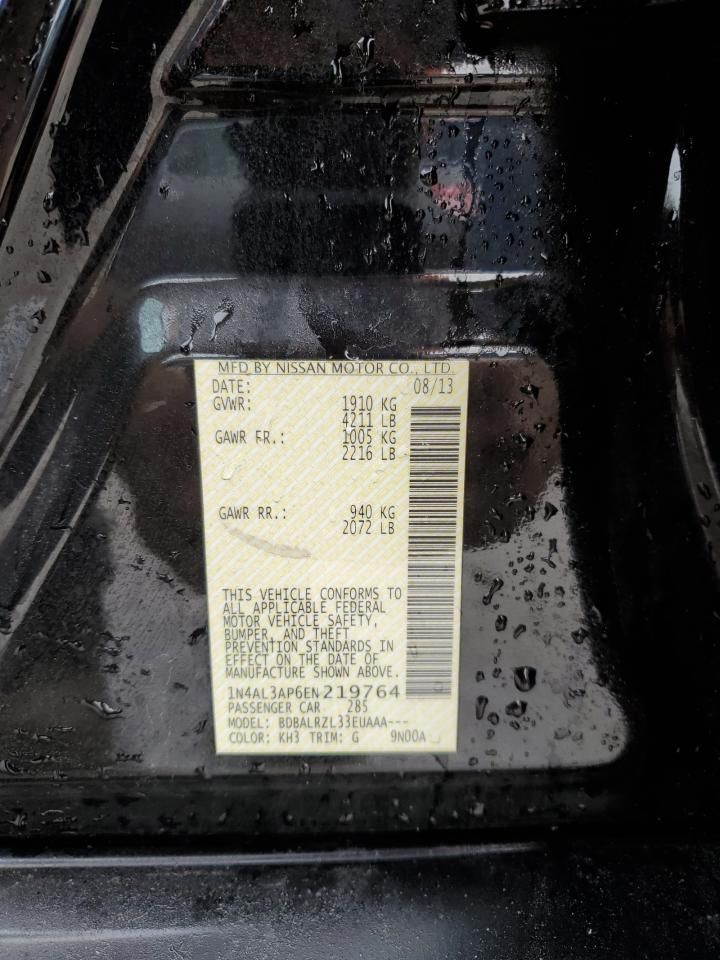 MFD BY NISSAN MOTOR CO., LTD.
DATE: 08/13
GVWR: 1910 KG
4211 LB
GAWR FR.: 1005 KG
2216 LB
GAWR RR.: 940 KG
2072 LB
THIS VEHICLE CONFORMS TO
ALL APPLICABLE FEDERAL
MOTOR VEHICLE SAFETY,
BUMPER, AND THEFT
PREVENTION STANDARDS IN
EFFECT ON THE DATE OF
MANUFACTURE SHOWN ABOVE.
1N4AL3AP6EN219764
PASSENGER CAR 285
MODEL: BDBALRZL33EUAAA---
COLOR: KH3 TRIM: G 9N00A